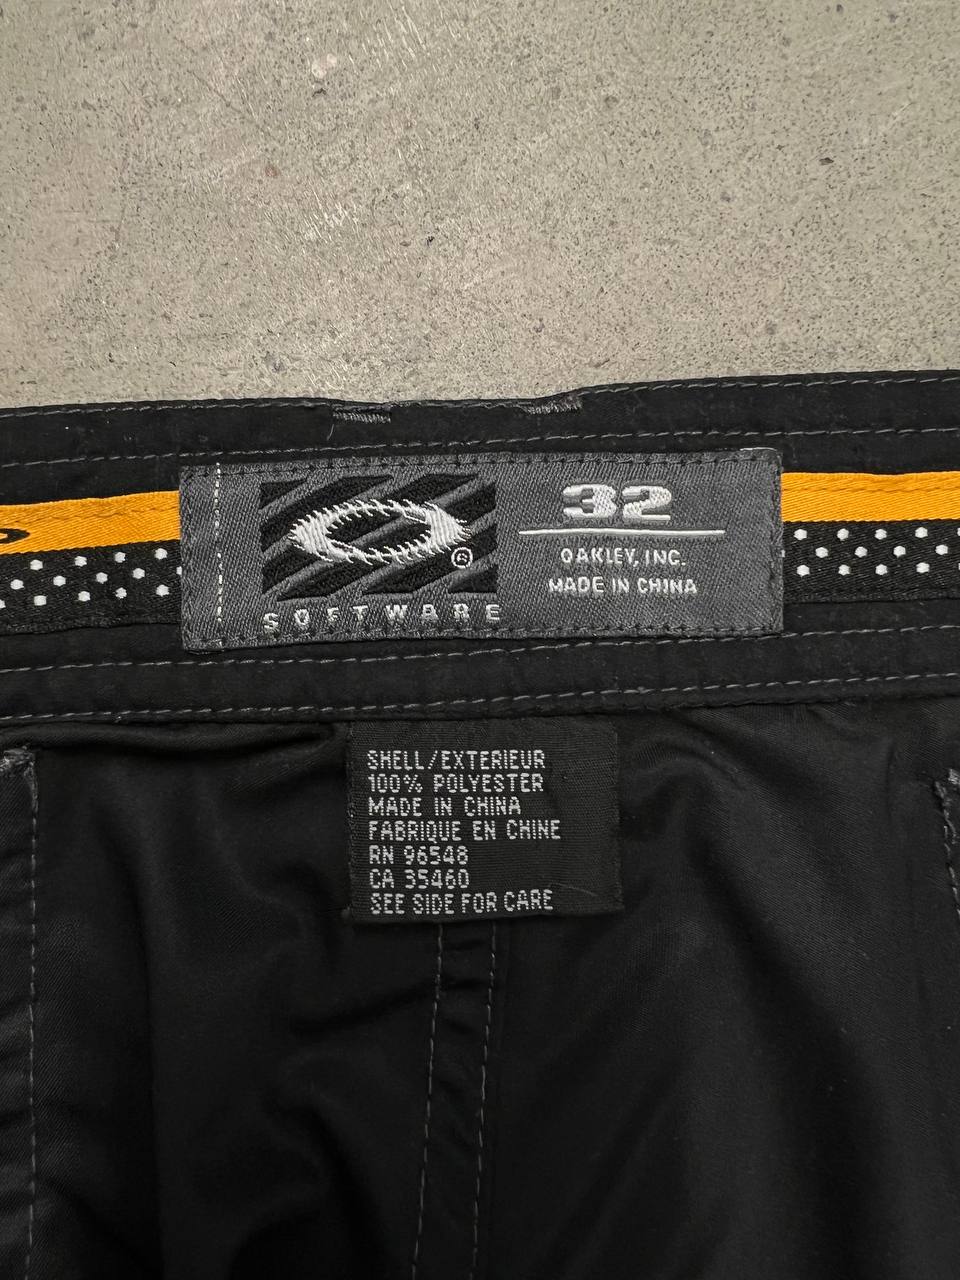 32
OAKLEY, INC.
MADE IN CHINA
SOFTWARE
SHELL/EXTERIEUR
100% POLYESTER
MADE IN CHINA
FABRIQUE EN CHINE
RN 96548
CA 35460
SEE SIDE FOR CARE